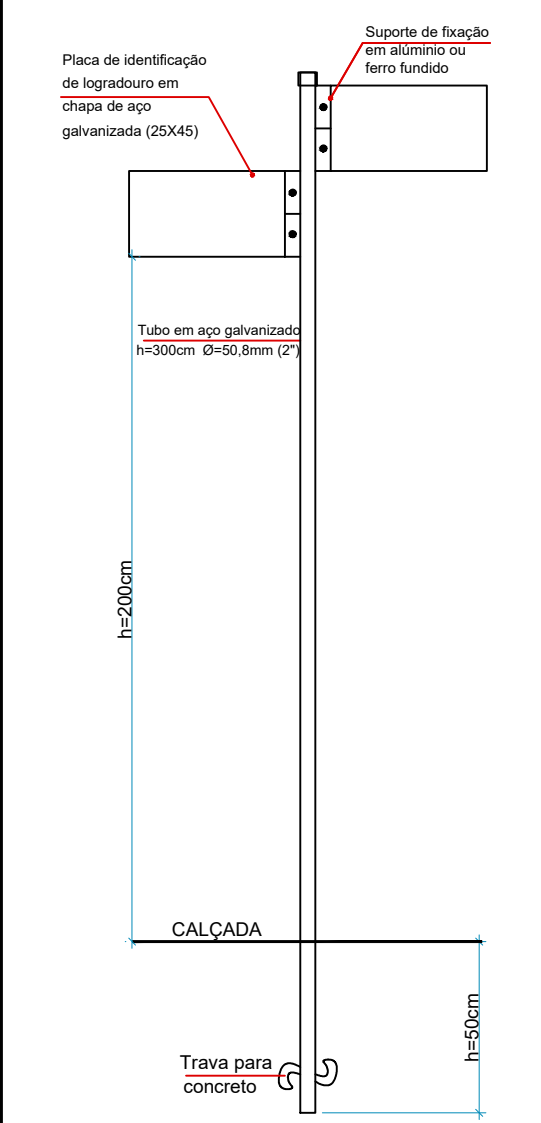 Suporte de fixação
em alúminio ou
ferro fundido
Placa de identificação
de logradouro em
chapa de aço
galvanizada (25X45)
Tubo em aço galvanizado
h=300cm Ø=50,8mm (2")
h=200cm
CALÇADA
h=50cm
Trava para
concreto